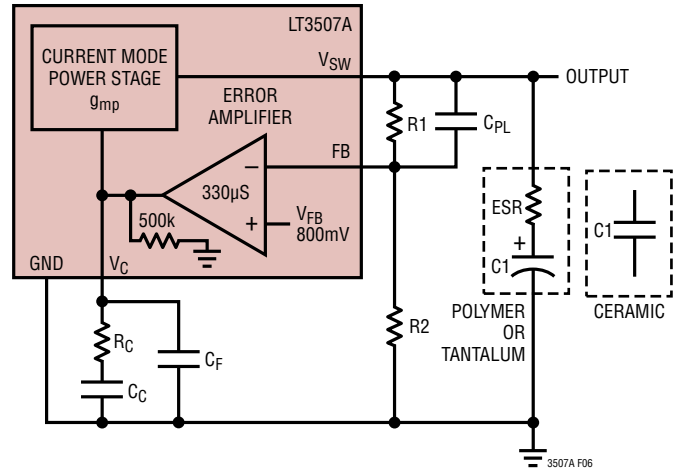 LT3507A
CURRENT MODE
POWER STAGE
gmp
VSW
OUTPUT
ERROR
AMPLIFIER
R1
CPL
FB
–
330µS
+
VFB
800mV
500k
ESR
+
C1
C1
GND
VC
POLYMER
OR
TANTALUM
CERAMIC
R2
RC
CF
CC
3507A F06